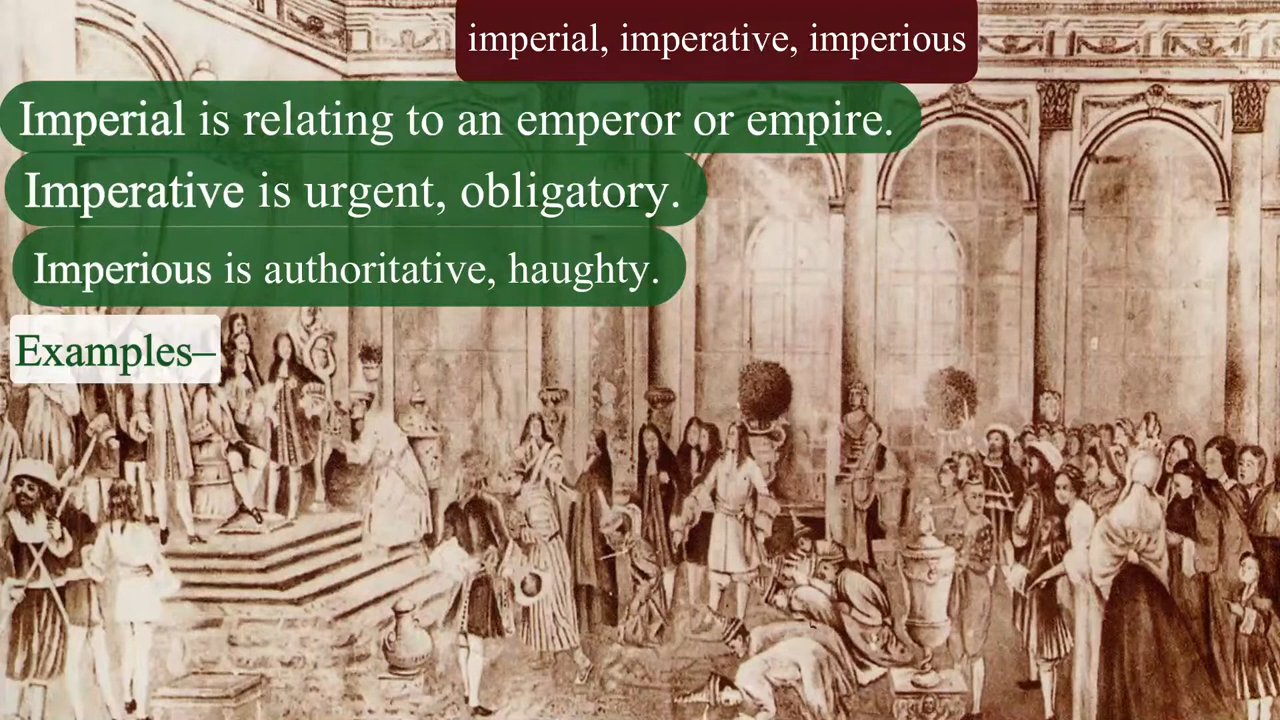 imperial, imperative, imperious
Imperial is relating to an emperor or empire.
Imperative is urgent, obligatory.
Imperious is authoritative, haughty.
Examples–